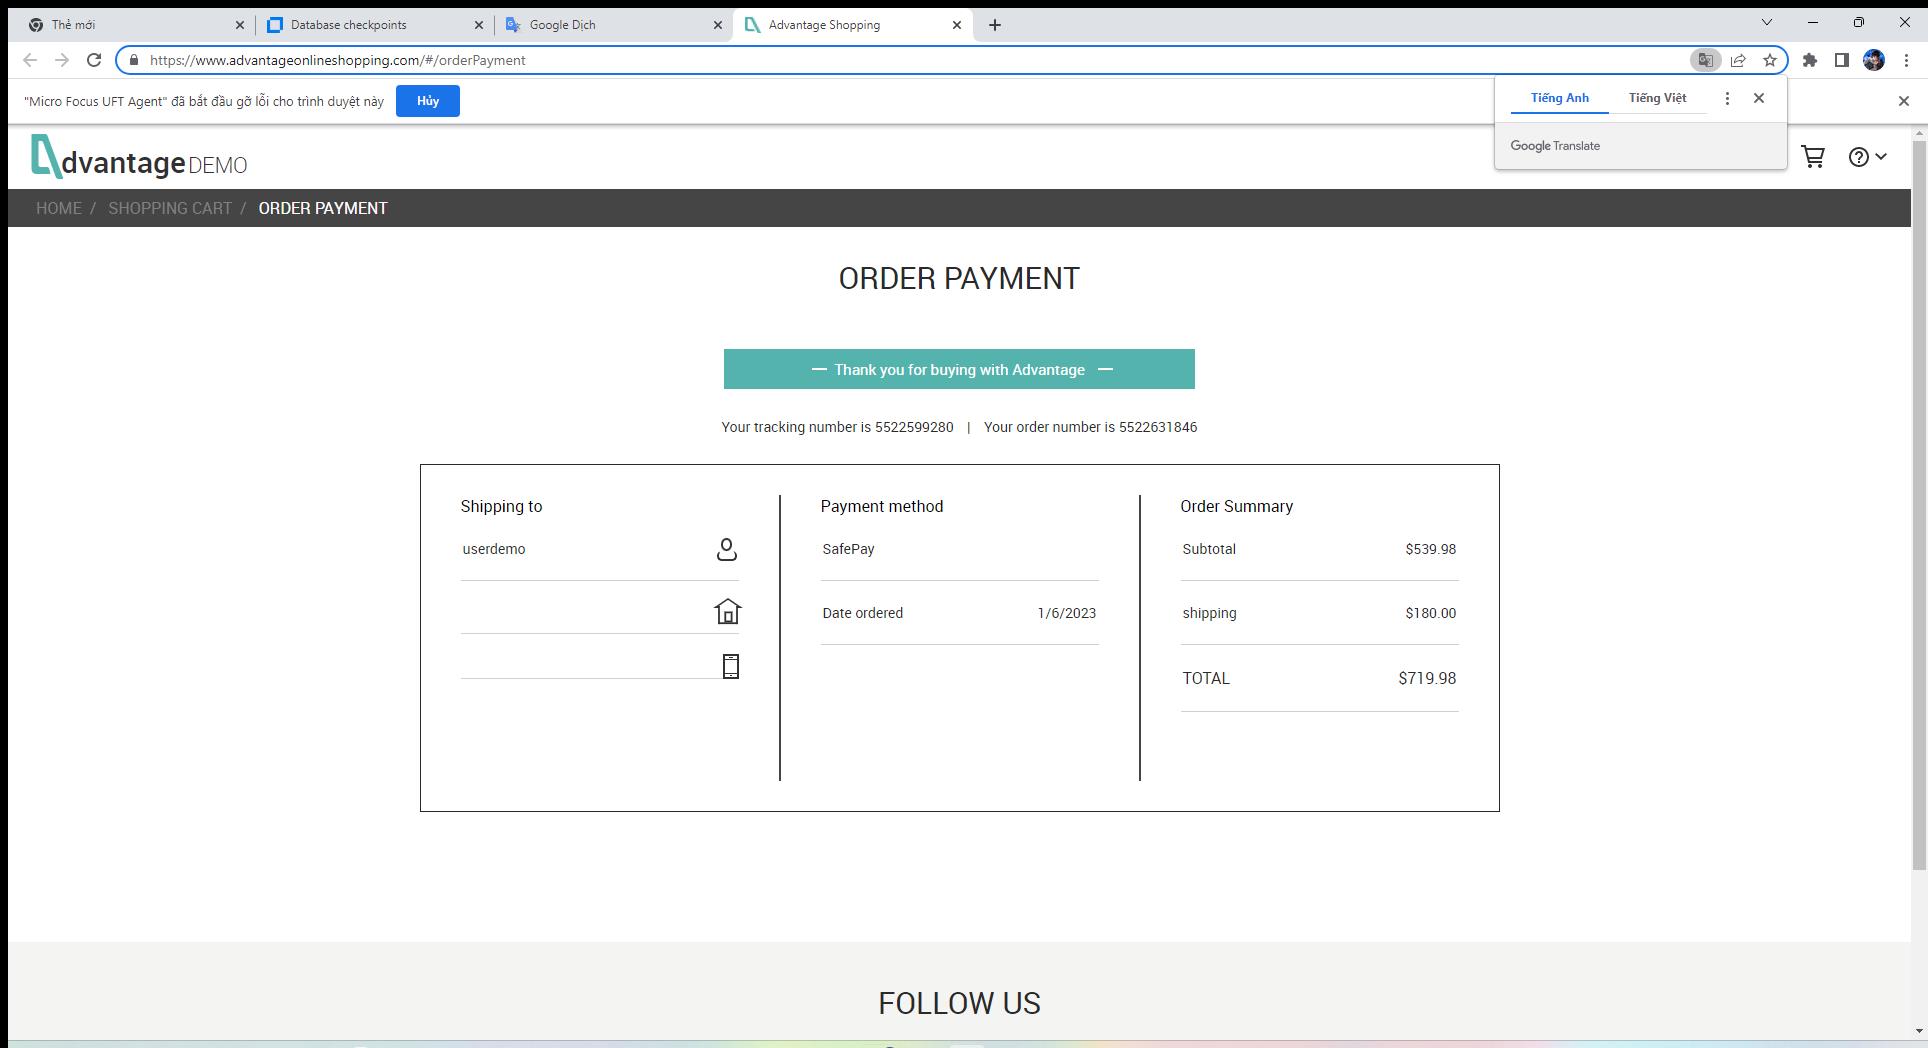 Thẻ mới
Database checkpoints
Google Dịch
Advantage Shopping
https://www.advantageonlineshopping.com/#/orderPayment
"Micro Focus UFT Agent" đã bắt đầu gỡ lỗi cho trình duyệt này
Hủy
Tiếng Anh Tiếng Việt
Google Translate
dvantage DEMO
HOME / SHOPPING CART / ORDER PAYMENT
ORDER PAYMENT
— Thank you for buying with Advantage —
Your tracking number is 5522599280 | Your order number is 5522631846
Shipping to
userdemo
Payment method
SafePay
Date ordered 1/6/2023
Order Summary
Subtotal $539.98
shipping $180.00
TOTAL $719.98
FOLLOW US